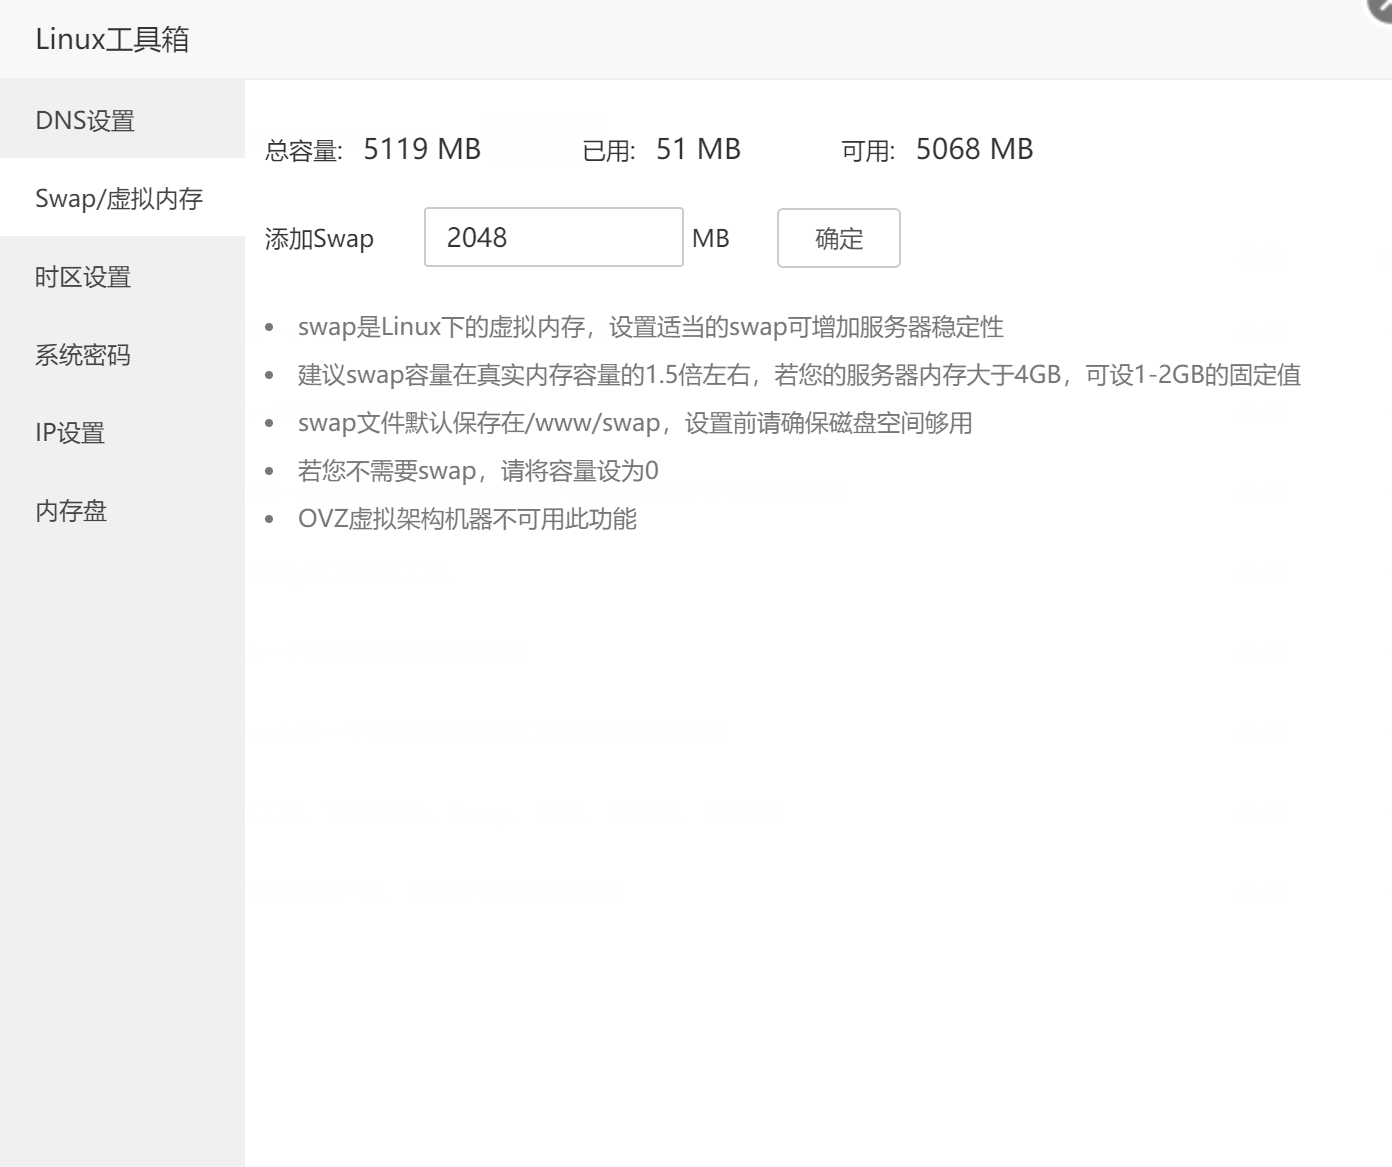 Linux工具箱
DNS设置
Swap/虚拟内存
时区设置
系统密码
IP设置
内存盘
总容量: 5119 MB 已用: 51 MB 可用: 5068 MB
添加Swap 2048 MB 确定
• swap是Linux下的虚拟内存，设置适当的swap可增加服务器稳定性
• 建议swap容量在真实内存容量的1.5倍左右，若您的服务器内存大于4GB，可设1-2GB的固定值
• swap文件默认保存在/www/swap，设置前请确保磁盘空间够用
• 若您不需要swap，请将容量设为0
• OVZ虚拟架构机器不可用此功能